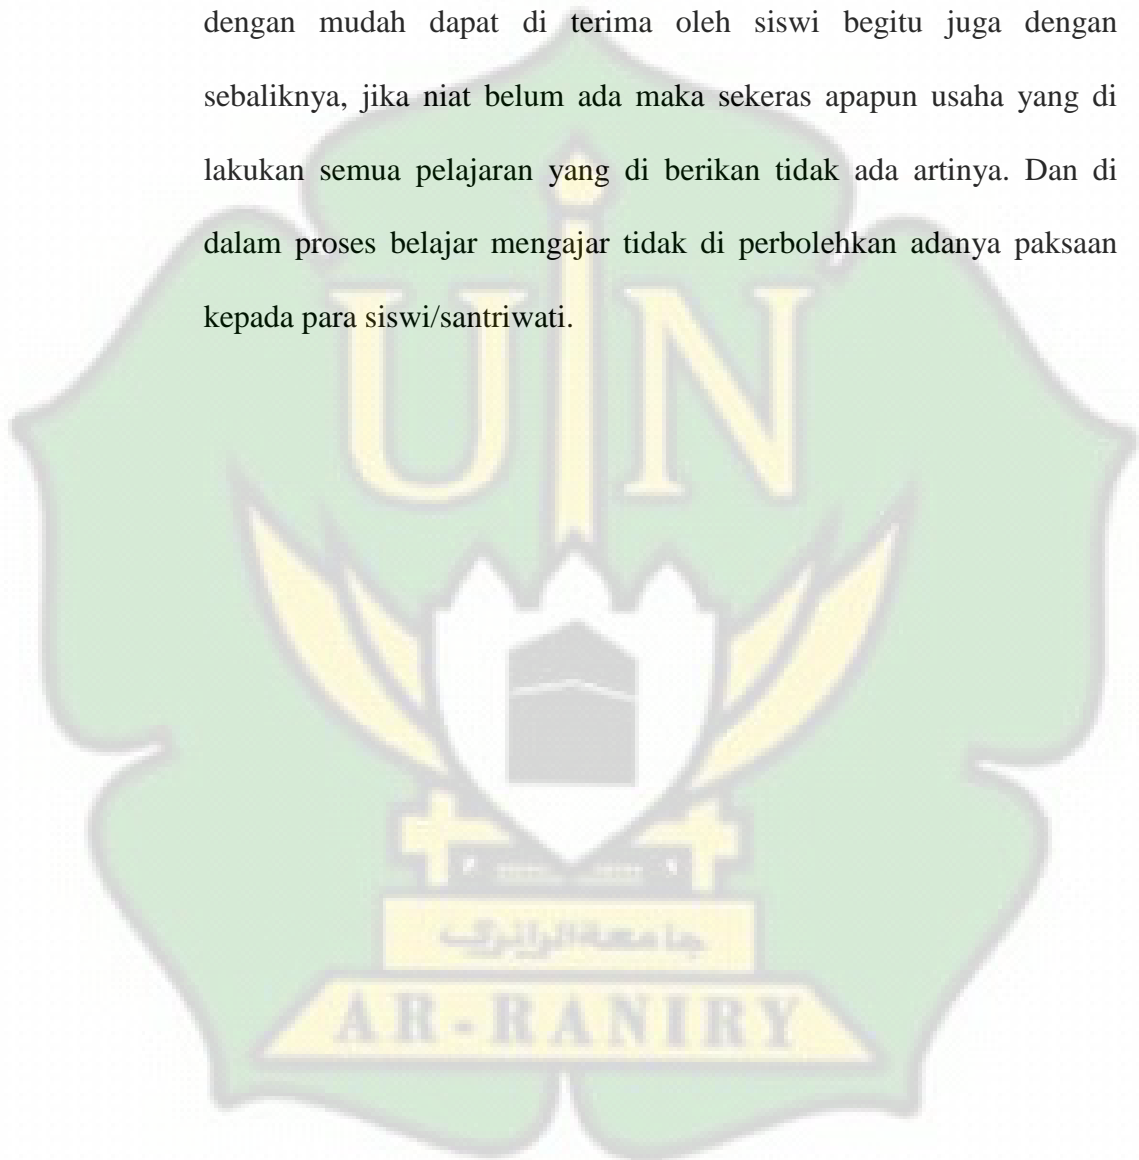 dengan mudah dapat di terima oleh siswi begitu juga dengan
sebaliknya, jika niat belum ada maka sekeras apapun usaha yang di
lakukan semua pelajaran yang di berikan tidak ada artinya. Dan di
dalam proses belajar mengajar tidak di perbolehkan adanya paksaan
kepada para siswi/santriwati.
UIN
جامعة الرانري
AR-RANIRY